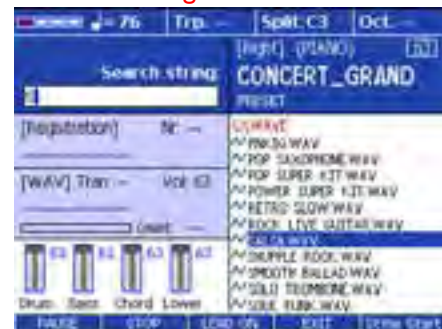 ♩=76 Trp. -- Split: C3 Oct. --
[Right] (PIANO)
Search string:
CONCERT_GRAND
PRESET
[Registration] Nr --
[WAV] Tran -- Vol: 63
POP SAXOPHONE.WAV
POP SUPER KIT.WAV
POWER SUPER KIT.WAV
RETRO SLOW.WAV
ROCK LIVE GUITAR.WAV
SALSA.WAV
SHUFFLE ROCK.WAV
SMOOTH BALLAD.WAV
SOLO TROMBONE.WAV
SOUL FUNK.WAV
63 63 63
Drum Bass Chord Lower
PAUSE STOP EXIT